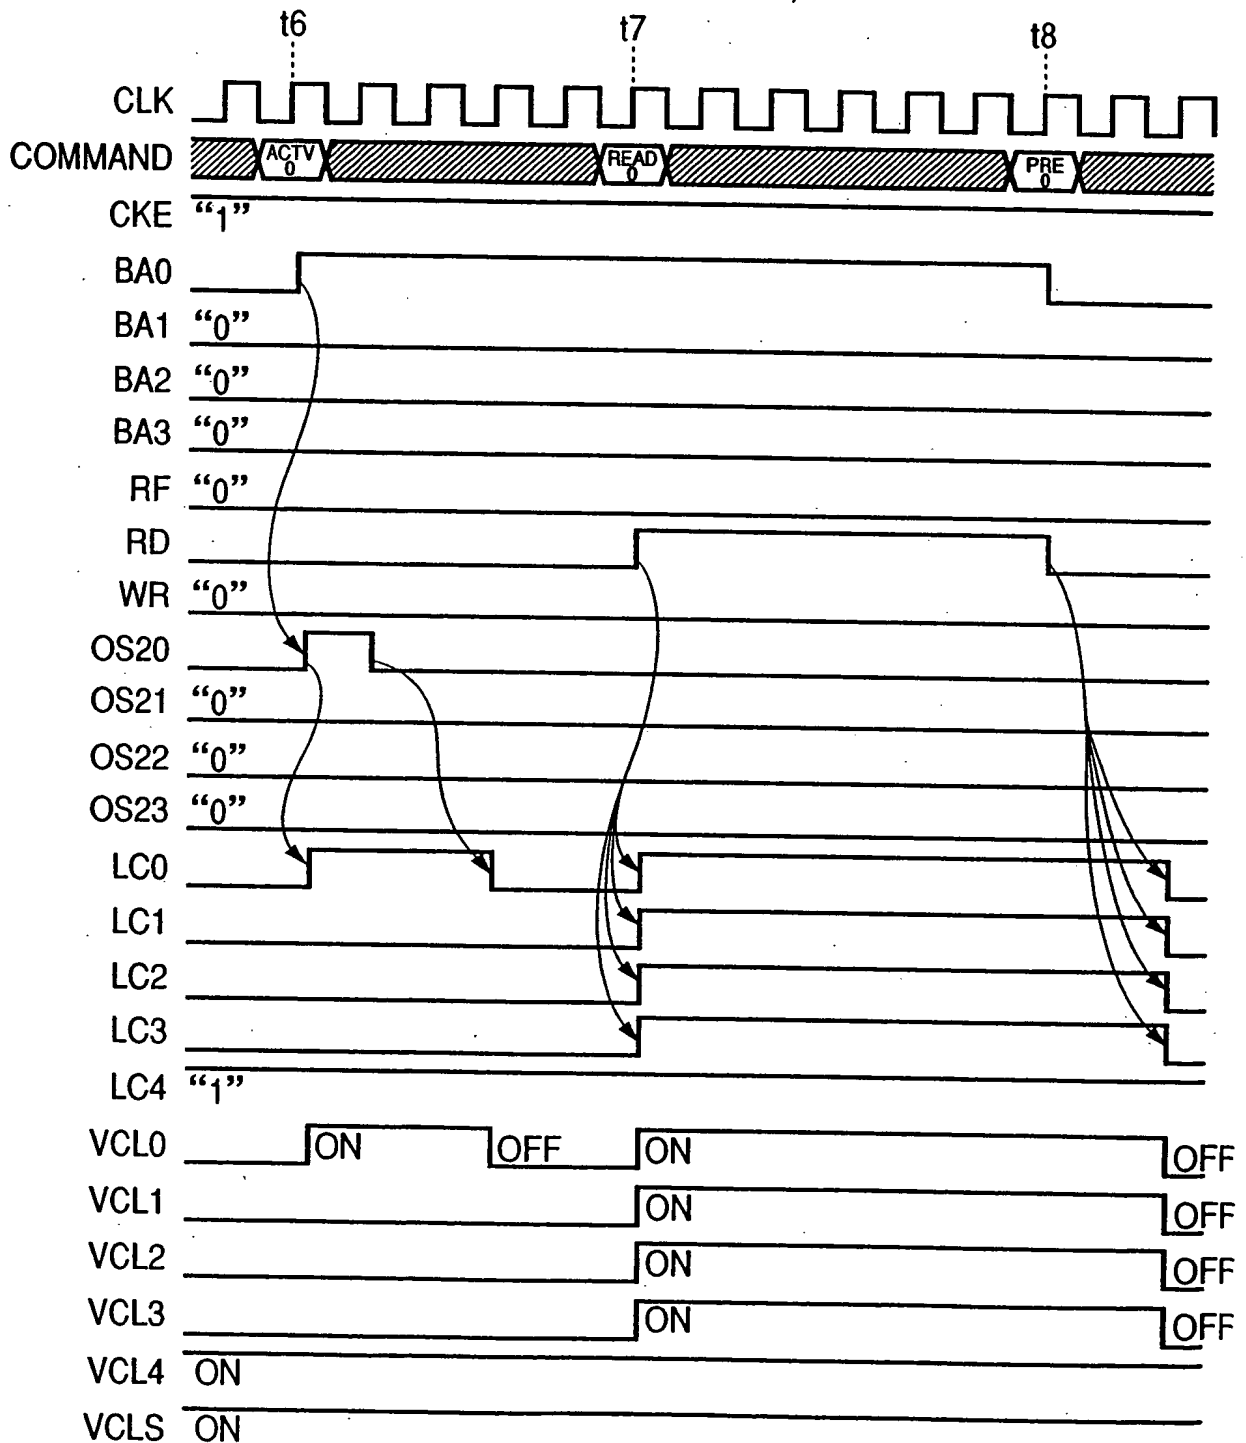 t6 t7 t8
CLK
COMMAND ACTV 0 READ 0 PRE 0
CKE “1”
BA0
BA1 “0”
BA2 “0”
BA3 “0”
RF “0”
RD
WR “0”
OS20
OS21 “0”
OS22 “0”
OS23 “0”
LC0
LC1
LC2
LC3
LC4 “1”
VCL0 ON OFF ON OFF
VCL1 ON OFF
VCL2 ON OFF
VCL3 ON OFF
VCL4 ON
VCLS ON